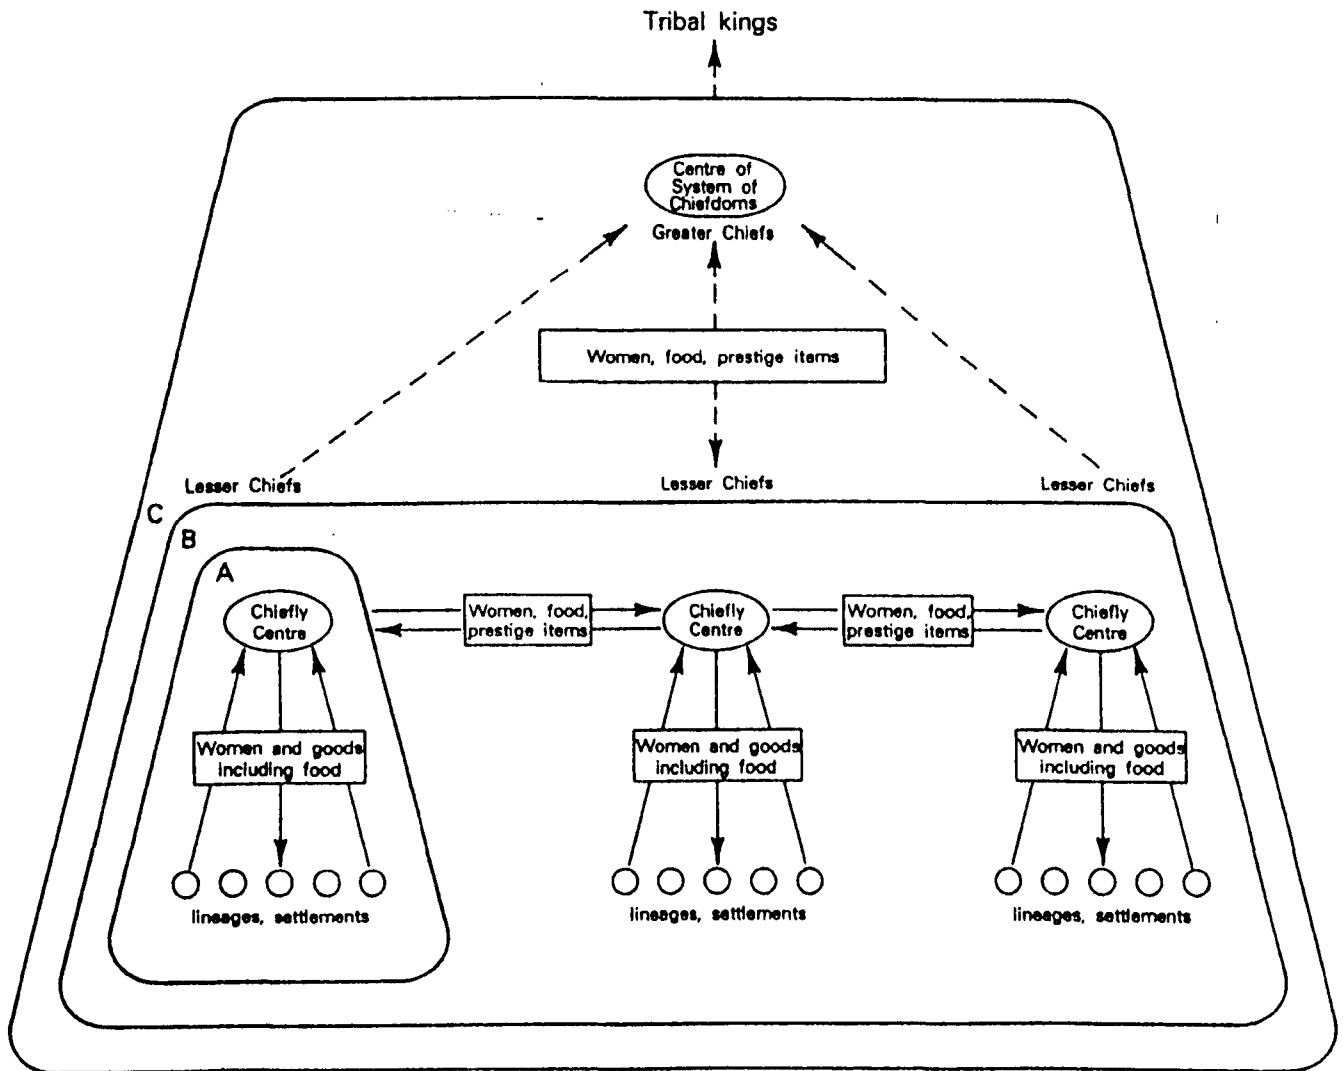 Tribal kings
Centre of
System of
Chiefdoms
Greater Chiefs
Women, food, prestige items
Lesser Chiefs
Lesser Chiefs
Lesser Chiefs
C
B
A
Chiefly
Centre
Women, food,
prestige items
Chiefly
Centre
Women, food,
prestige items
Chiefly
Centre
Women and goods
including food
Women and goods
including food
Women and goods
including food
lineages, settlements
lineages, settlements
lineages, settlements